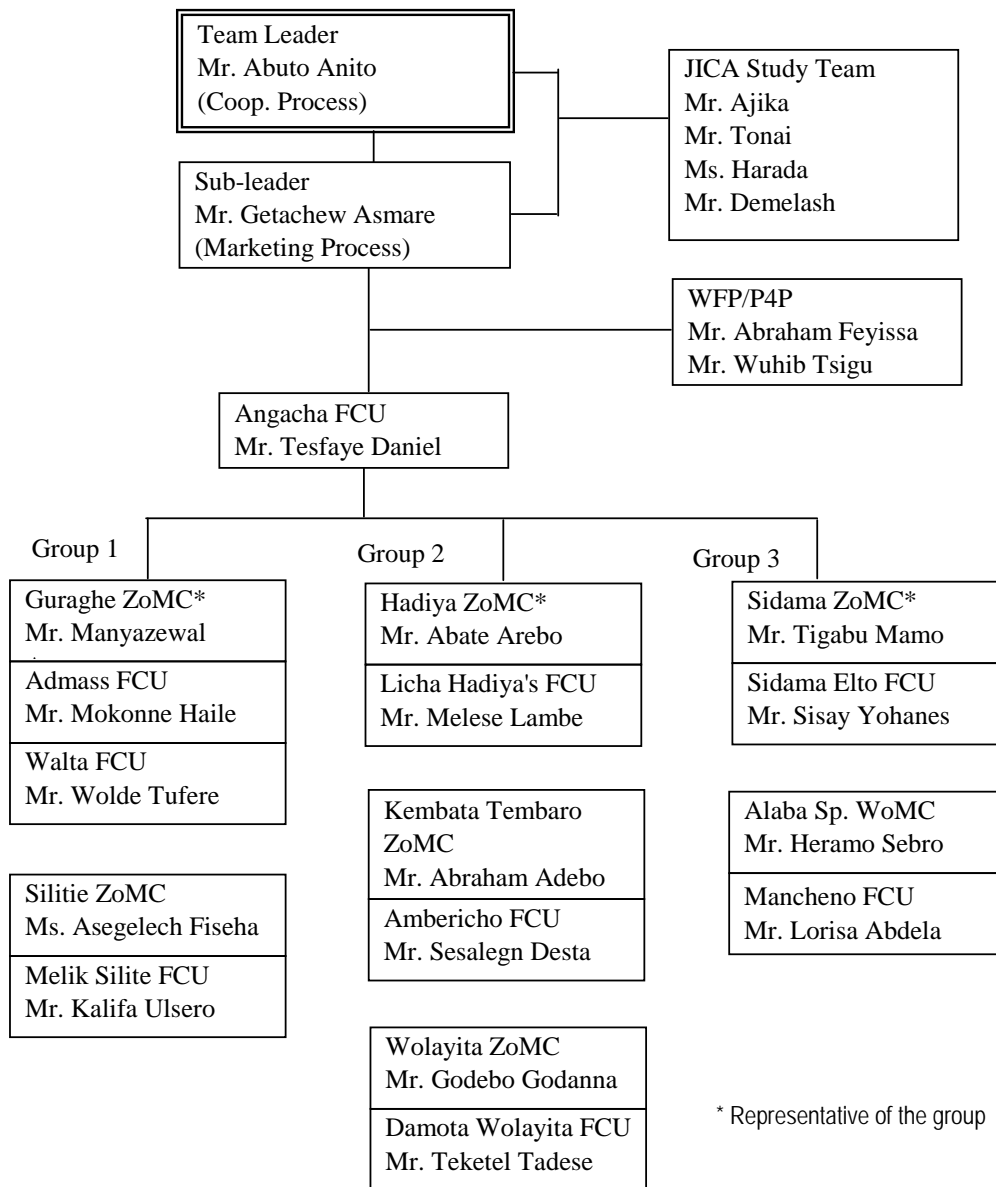 Team Leader
Mr. Abuto Anito
(Coop. Process)
JICA Study Team
Mr. Ajika
Mr. Tonai
Ms. Harada
Mr. Demelash
Sub-leader
Mr. Getachew Asmare
(Marketing Process)
WFP/P4P
Mr. Abraham Feyissa
Mr. Wuhib Tsigu
Angacha FCU
Mr. Tesfaye Daniel
Group 1
Guraghe ZoMC*
Mr. Manyazewal
Admass FCU
Mr. Mokonne Haile
Walta FCU
Mr. Wolde Tufere
Silitie ZoMC
Ms. Asegelech Fiseha
Melik Silite FCU
Mr. Kalifa Ulsero
Group 2
Hadiya ZoMC*
Mr. Abate Arebo
Licha Hadiya's FCU
Mr. Melese Lambe
Kembata Tembaro
ZoMC
Mr. Abraham Adebo
Ambericho FCU
Mr. Sesalegn Desta
Wolayita ZoMC
Mr. Godebo Godanna
Damota Wolayita FCU
Mr. Teketel Tadese
Group 3
Sidama ZoMC*
Mr. Tigabu Mamo
Sidama Elto FCU
Mr. Sisay Yohanes
Alaba Sp. WoMC
Mr. Heramo Sebro
Mancheno FCU
Mr. Lorisa Abdela
* Representative of the group